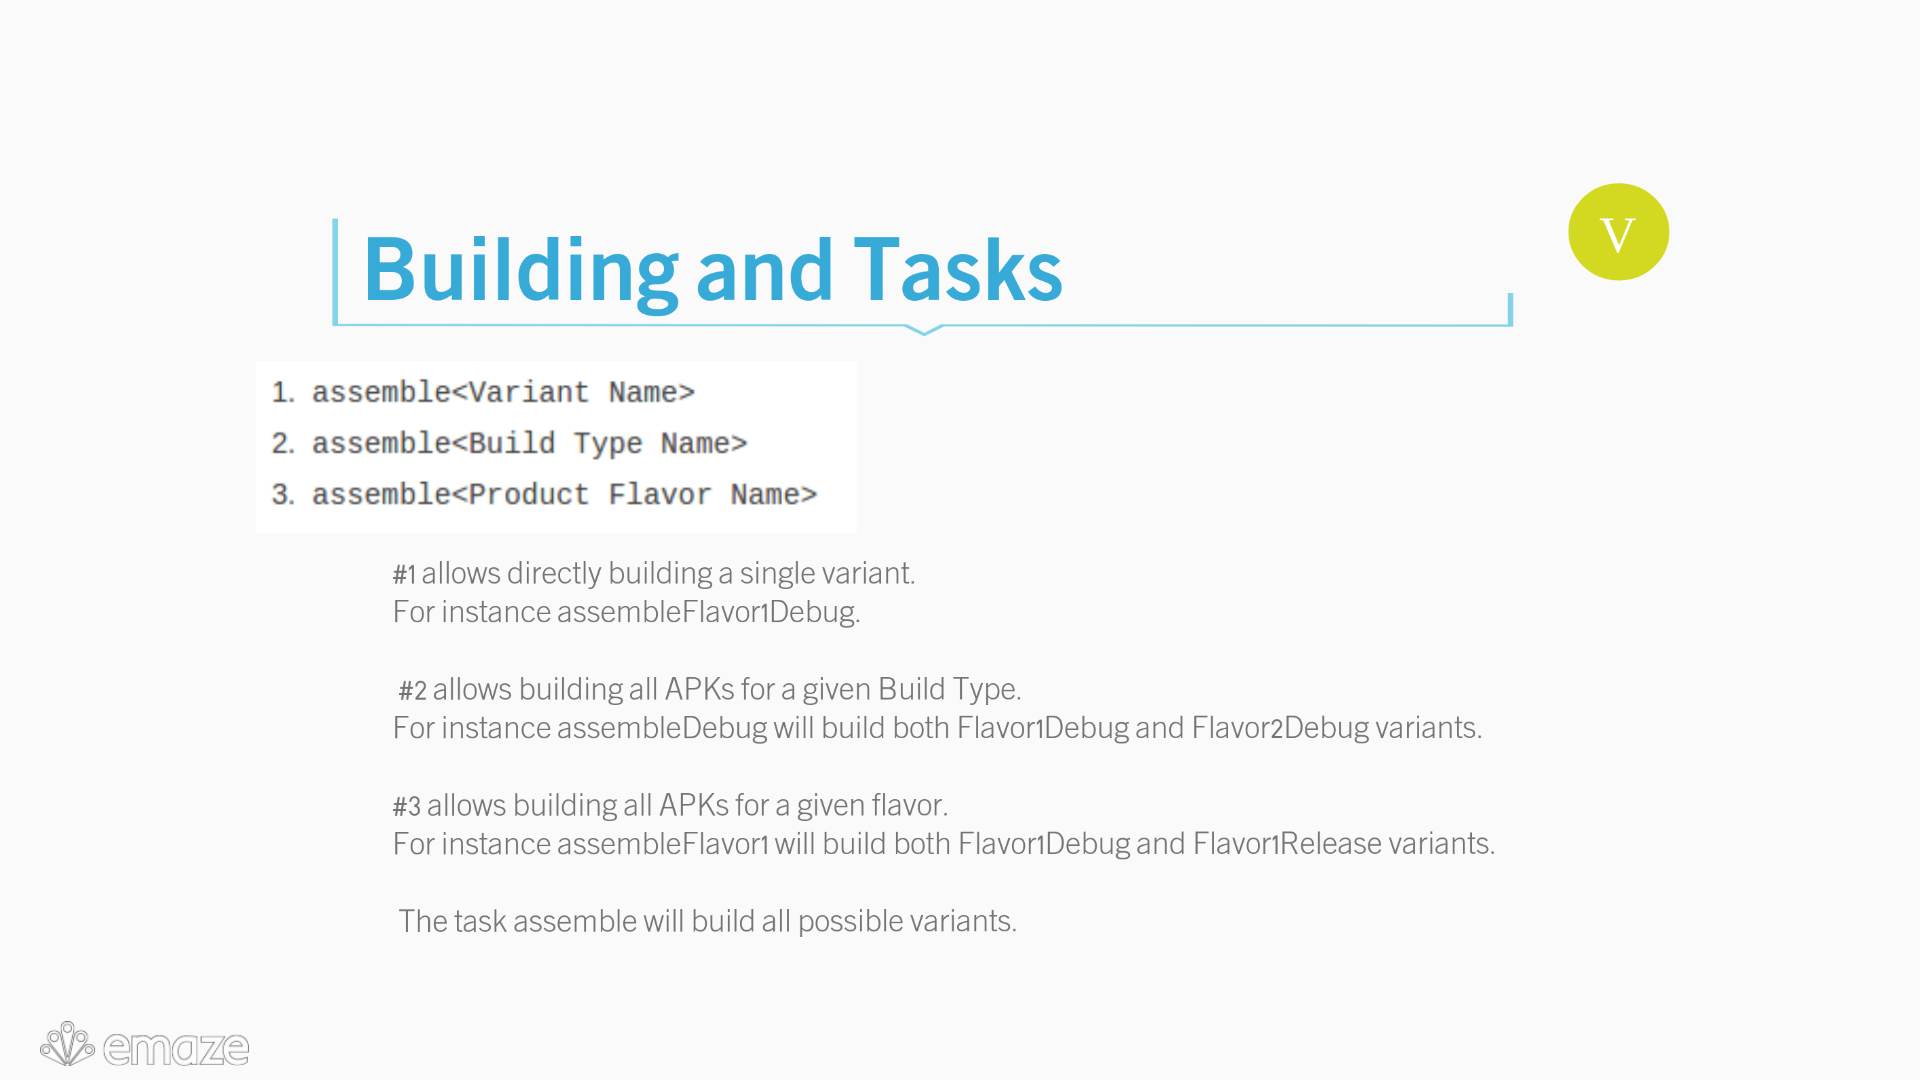 Building and Tasks
V
1. assemble<Variant Name>
2. assemble<Build Type Name>
3. assemble<Product Flavor Name>
#1 allows directly building a single variant.
For instance assembleFlavor1Debug.
#2 allows building all APKs for a given Build Type.
For instance assembleDebug will build both Flavor1Debug and Flavor2Debug variants.
#3 allows building all APKs for a given flavor.
For instance assembleFlavor1 will build both Flavor1Debug and Flavor1Release variants.
The task assemble will build all possible variants.
emaze